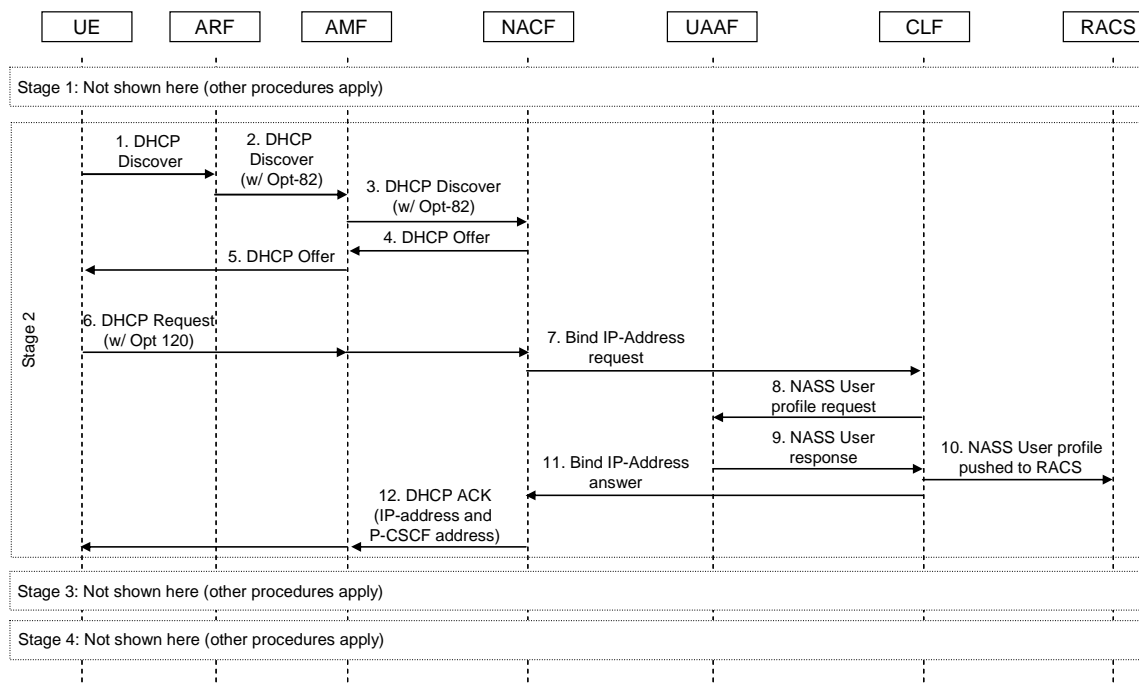 UE
ARF
AMF
NACF
UAAF
CLF
RACS
Stage 1: Not shown here (other procedures apply)
Stage 2
1. DHCP
Discover
2. DHCP
Discover
(w/ Opt-82)
3. DHCP Discover
(w/ Opt-82)
4. DHCP Offer
5. DHCP Offer
6. DHCP Request
(w/ Opt 120)
7. Bind IP-Address
request
8. NASS User
profile request
9. NASS User
response
10. NASS User profile
pushed to RACS
11. Bind IP-Address
answer
12. DHCP ACK
(IP-address and
P-CSCF address)
Stage 3: Not shown here (other procedures apply)
Stage 4: Not shown here (other procedures apply)